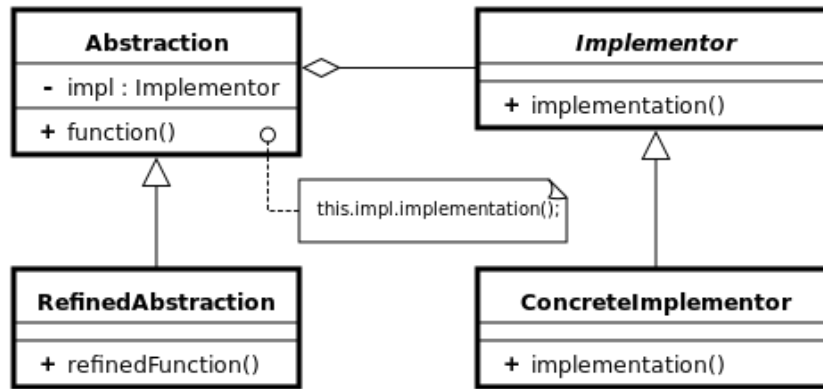 Abstraction
- impl : Implementor
+ function()
Implementor
+ implementation()
this.impl.implementation();
RefinedAbstraction
+ refinedFunction()
ConcreteImplementor
+ implementation()